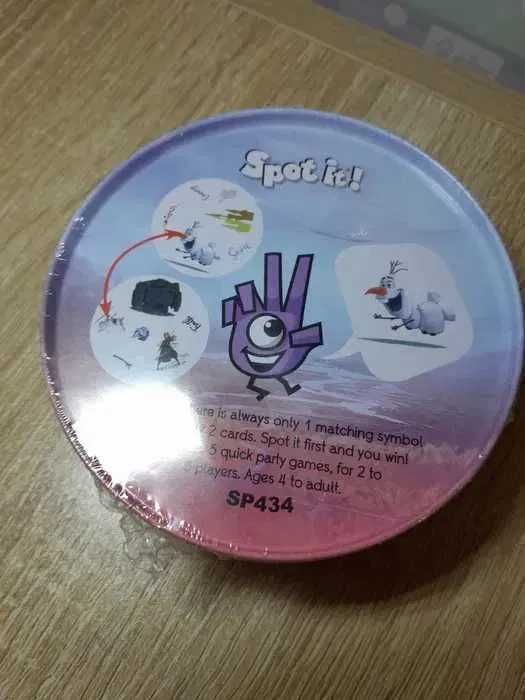 Spot it!
ere is always only 1 matching symbol
2 cards. Spot it first and you win!
5 quick party games, for 2 to
players. Ages 4 to adult.
SP434